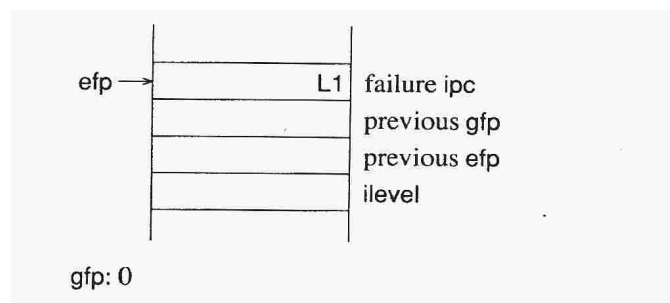 efp L1 failure ipc
previous gfp
previous efp
ilevel
gfp: 0